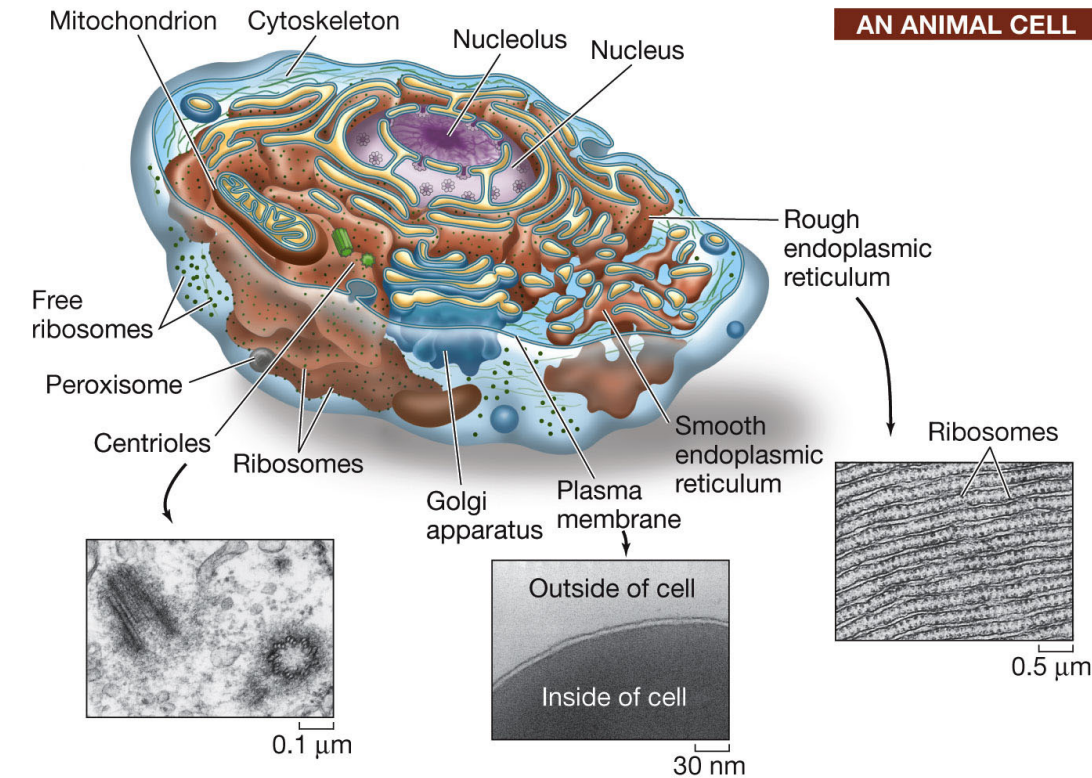 AN ANIMAL CELL
Mitochondrion
Cytoskeleton
Nucleolus
Nucleus
Rough
endoplasmic
reticulum
Free
ribosomes
Peroxisome
Centrioles
Ribosomes
Golgi
apparatus
Plasma
membrane
Smooth
endoplasmic
reticulum
Ribosomes
Outside of cell
Inside of cell
0.1 μm
30 nm
0.5 μm